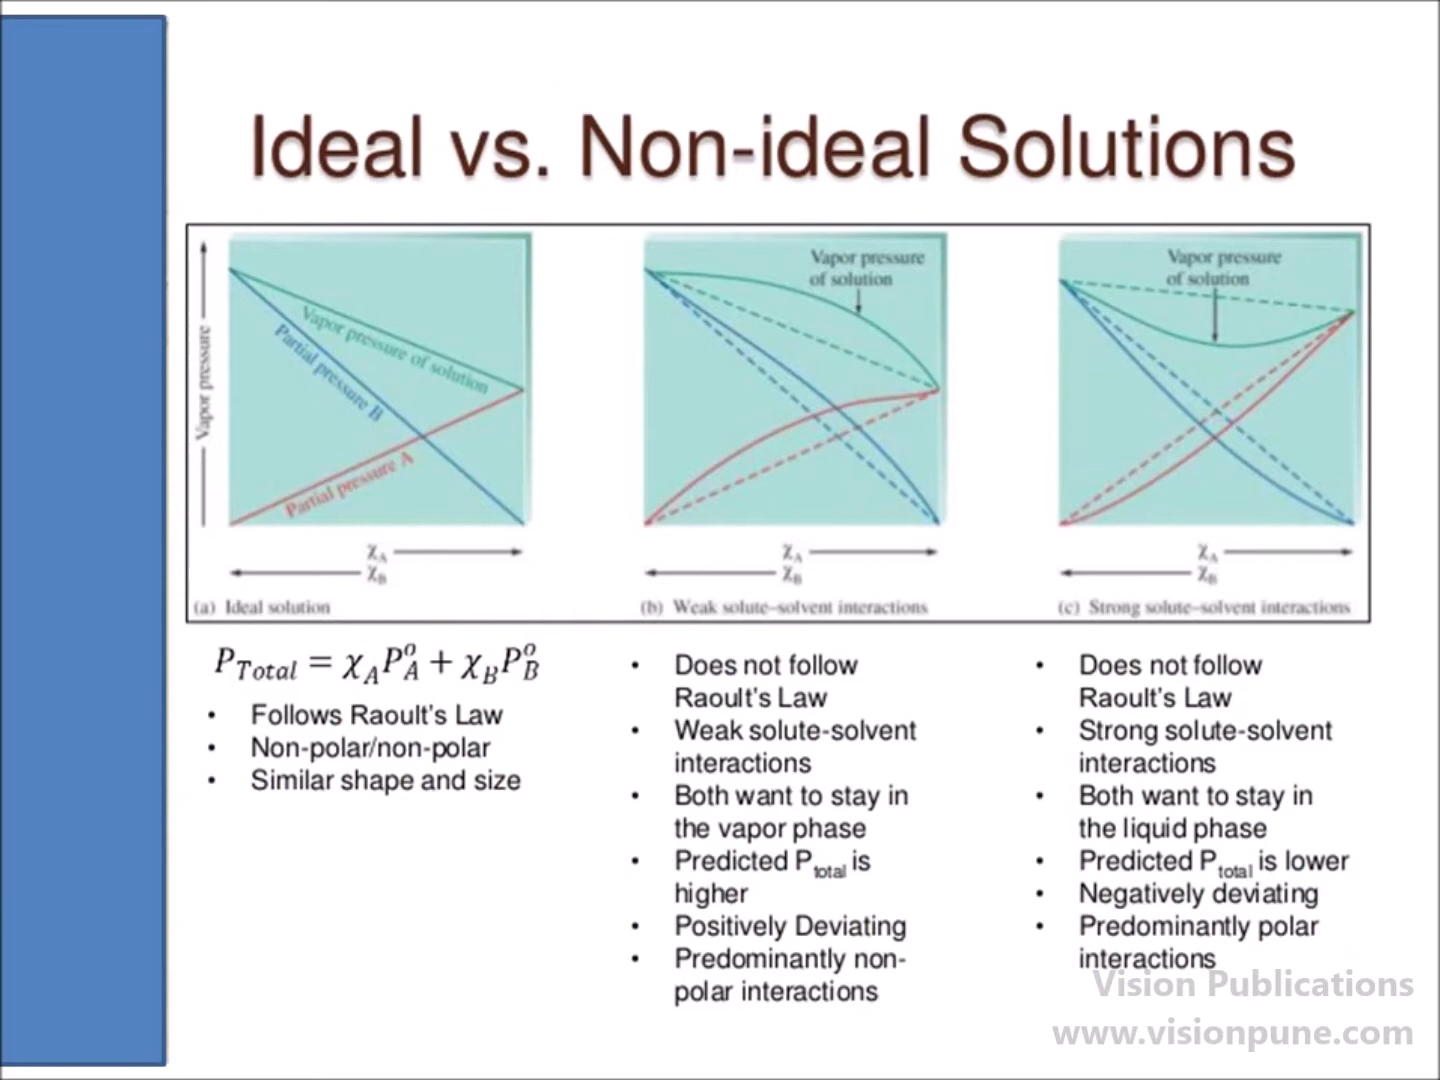 Ideal vs. Non-ideal Solutions
Vapor pressure
Vapor pressure of solution
Partial pressure B
Partial pressure A
χA
χB
(a) Ideal solution
Vapor pressure
of solution
χA
χB
(b) Weak solute–solvent interactions
Vapor pressure
of solution
χA
χB
(c) Strong solute–solvent interactions
P_Total = χ_A P_A^o + χ_B P_B^o
• Follows Raoult's Law
• Non-polar/non-polar
• Similar shape and size
• Does not follow
Raoult's Law
• Weak solute-solvent
interactions
• Both want to stay in
the vapor phase
• Predicted Ptotal is
higher
• Positively Deviating
• Predominantly non-
polar interactions
• Does not follow
Raoult's Law
• Strong solute-solvent
interactions
• Both want to stay in
the liquid phase
• Predicted Ptotal is lower
• Negatively deviating
• Predominantly polar
interactions
Vision Publications
www.visionpune.com